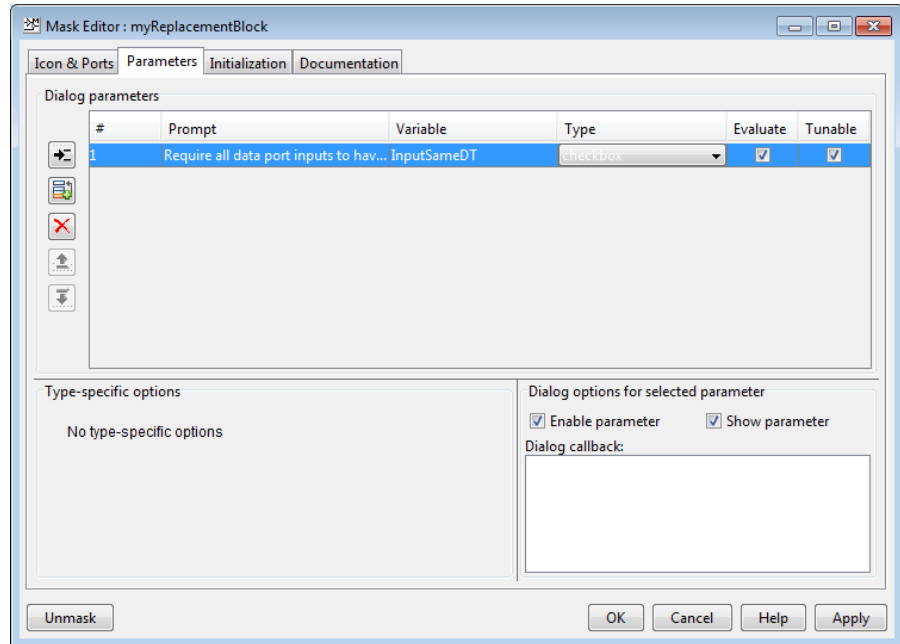 Mask Editor : myReplacementBlock
Icon & Ports Parameters Initialization Documentation
Dialog parameters
# Prompt Variable Type Evaluate Tunable
1 Require all data port inputs to hav... InputSameDT checkbox
Type-specific options
No type-specific options
Dialog options for selected parameter
Enable parameter Show parameter
Dialog callback:
Unmask OK Cancel Help Apply